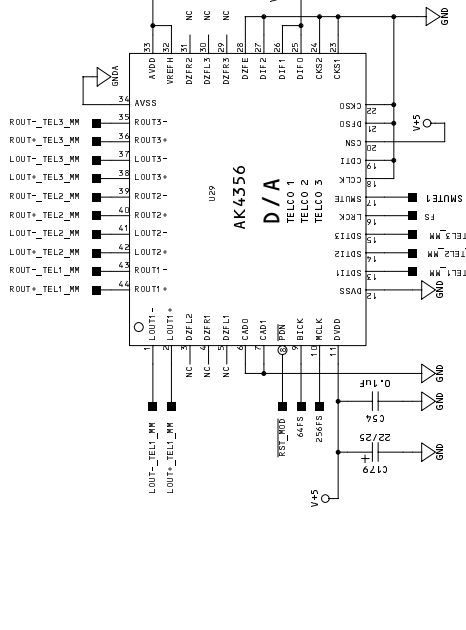 NC NC NC
33 32 31 30 29 28 27 26 25 24 23
GND
AVDD VREFH DZFR2 DZFL3 DZFR3 DZFE DIF2 DIF1 DIF0 CKS2 CKS1
GNDA
34 AVSS
CKS0 22
ROUT-_TEL3_MM 35 ROUT3-
DFS0 21
V+5
ROUT+_TEL3_MM 36 ROUT3+
CSN 20
LOUT-_TEL3_MM 37 LOUT3-
CDTI 19
LOUT+_TEL3_MM 38 LOUT3+
CCLK 18
ROUT-_TEL2_MM 39 ROUT2-
SMUTE 17 SMUTE1
ROUT+_TEL2_MM 40 ROUT2+
LRCK 16 FS
LOUT-_TEL2_MM 41 LOUT2-
SDTI3 15 TEL3_MM
LOUT+_TEL2_MM 42 LOUT2+
SDTI2 14 TEL2_MM
ROUT-_TEL1_MM 43 ROUT1-
SDTI1 13 TEL1_MM
ROUT+_TEL1_MM 44 ROUT1+
DVSS 12 GND
U29
AK4356
D/A
TELCO 1
TELCO 2
TELCO 3
LOUT1- LOUT1+ DZFL2 DZFR1 DZFL1 CAD0 CAD1 PDN BICK MCLK DVDD
1 2 3 4 5 6 7 8 9 10 11
NC NC NC
GND
0.1uF
C54
GND
LOUT-_TEL1_MM LOUT+_TEL1_MM RST_MOD 64FS 256FS
22/25
+
C179
GND
V+5